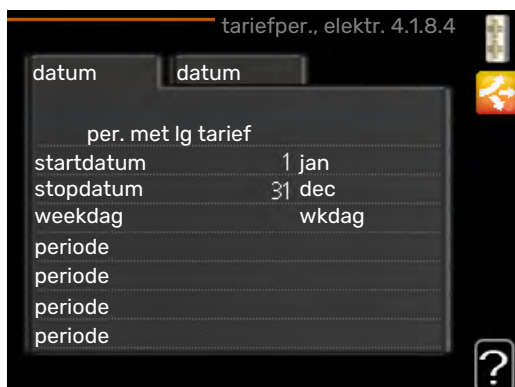 tariefper., elektr. 4.1.8.4
datum datum
per. met lg tarief
startdatum 1 jan
stopdatum 31 dec
weekdag wkdag
periode
periode
periode
periode
?